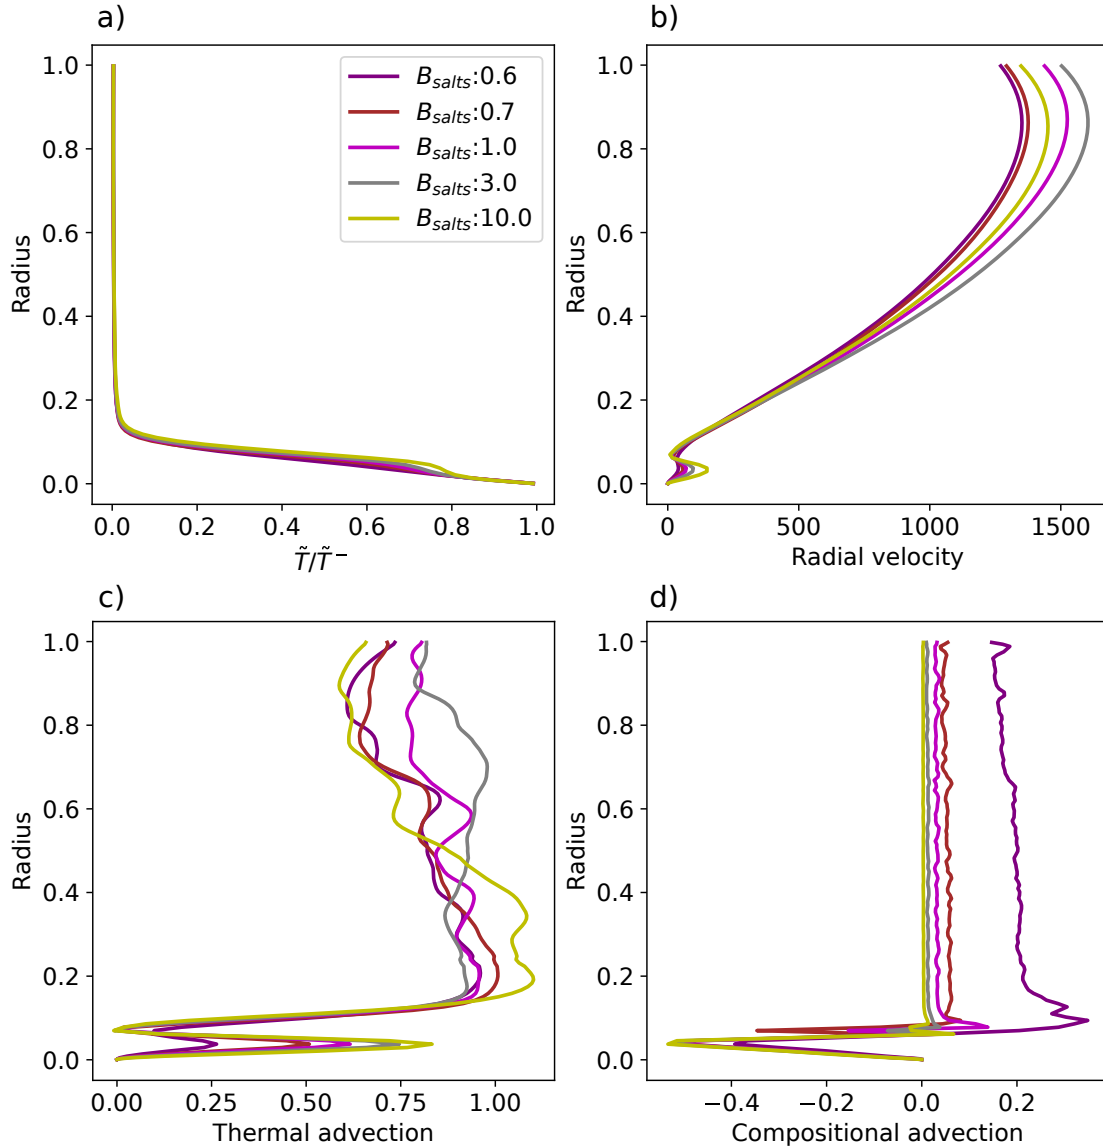 a)
1.0
0.8
0.6
0.4
0.2
0.0
Radius
B_salts:0.6
B_salts:0.7
B_salts:1.0
B_salts:3.0
B_salts:10.0
0.0 0.2 0.4 0.6 0.8 1.0
T̃/T̃⁻
b)
1.0
0.8
0.6
0.4
0.2
0.0
Radius
0 500 1000 1500
Radial velocity
c)
1.0
0.8
0.6
0.4
0.2
0.0
Radius
0.00 0.25 0.50 0.75 1.00
Thermal advection
d)
1.0
0.8
0.6
0.4
0.2
0.0
Radius
−0.4 −0.2 0.0 0.2
Compositional advection